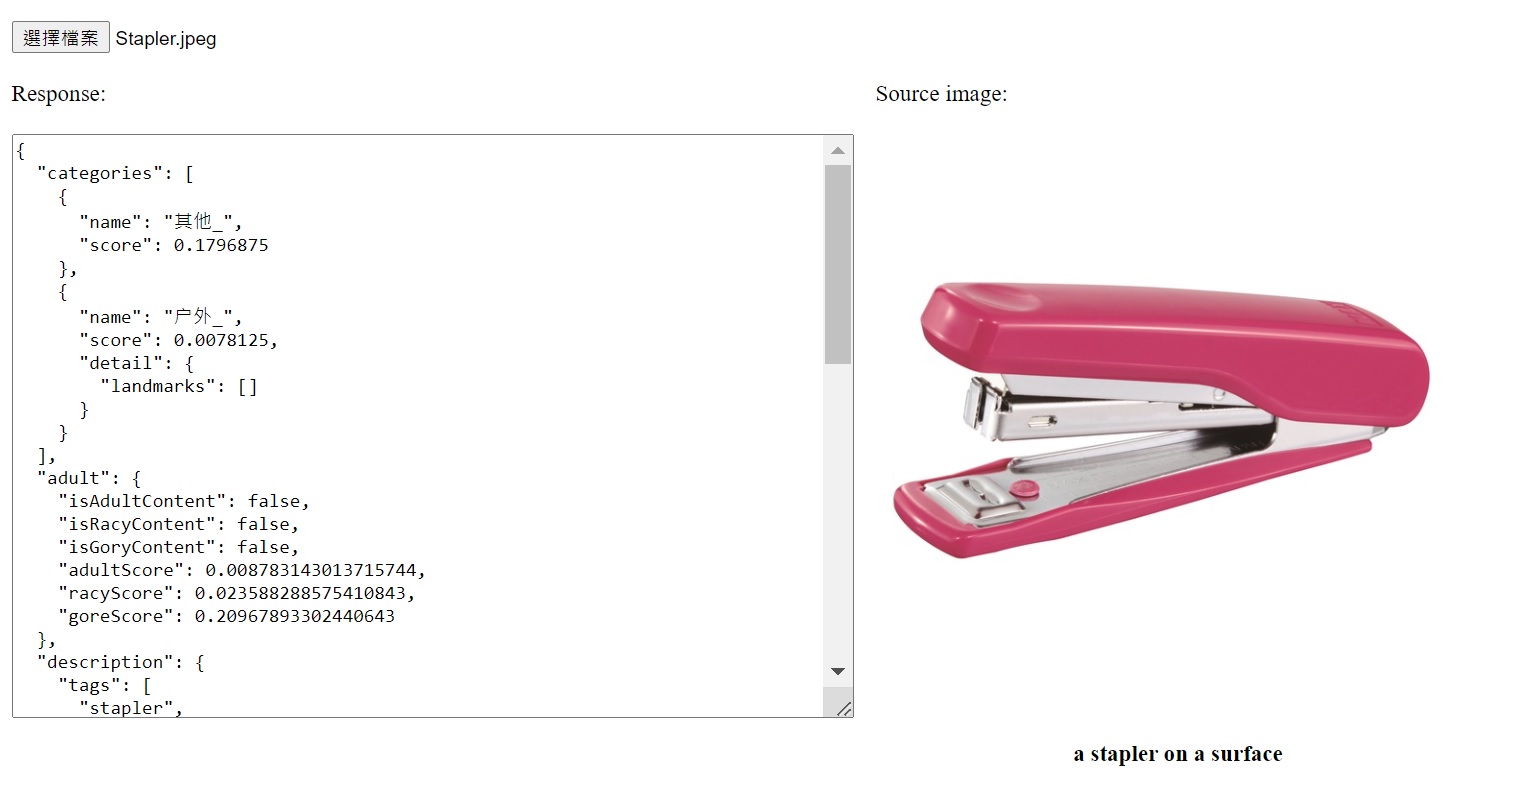 選擇檔案 Stapler.jpeg
Response:
Source image:
{
  "categories": [
    {
      "name": "其他_",
      "score": 0.1796875
    },
    {
      "name": "户外_",
      "score": 0.0078125,
      "detail": {
        "landmarks": []
      }
    }
  ],
  "adult": {
    "isAdultContent": false,
    "isRacyContent": false,
    "isGoryContent": false,
    "adultScore": 0.008783143013715744,
    "racyScore": 0.023588288575410843,
    "goreScore": 0.20967893302440643
  },
  "description": {
    "tags": [
      "stapler",
a stapler on a surface